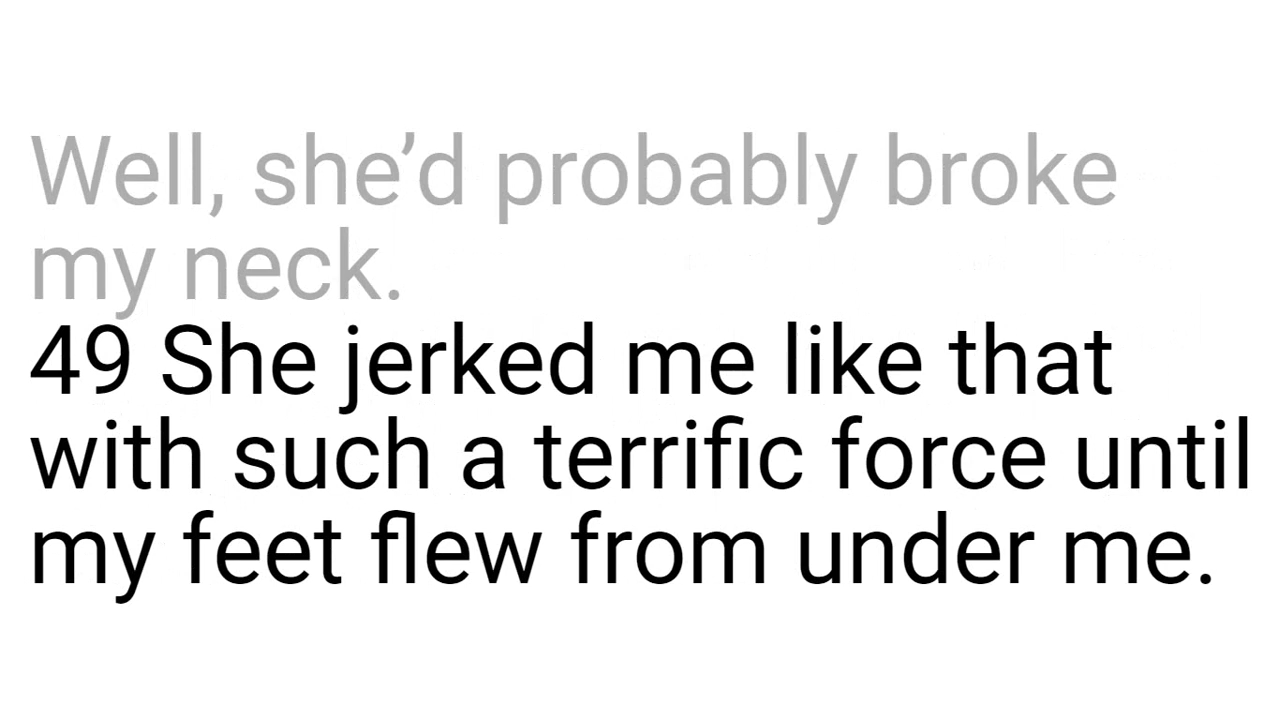 Well, she’d probably broke
my neck.
49 She jerked me like that
with such a terrific force until
my feet flew from under me.